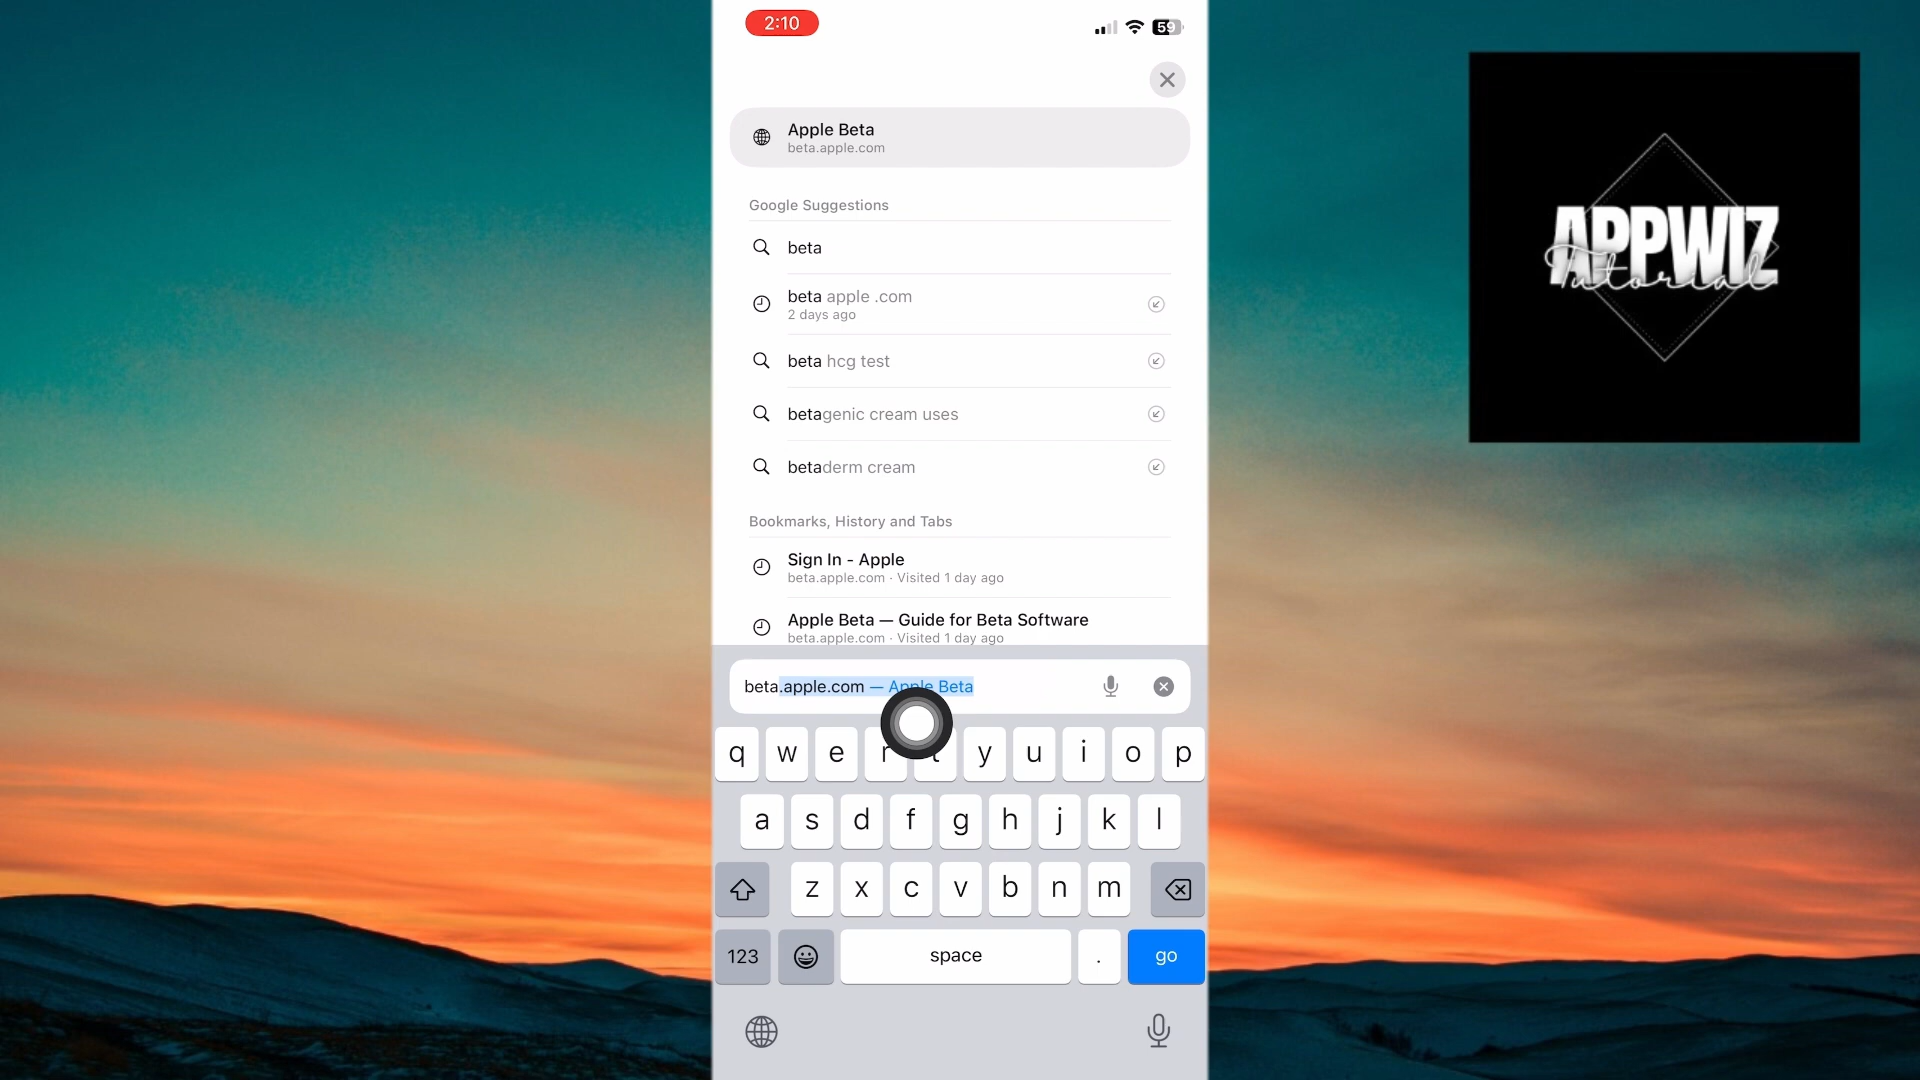 2:10
59
Apple Beta
beta.apple.com
Google Suggestions
beta
beta apple .com
2 days ago
beta hcg test
betagenic cream uses
betaderm cream
Bookmarks, History and Tabs
Sign In - Apple
beta.apple.com · Visited 1 day ago
Apple Beta — Guide for Beta Software
beta.apple.com · Visited 1 day ago
beta.apple.com — Apple Beta
q w e r t y u i o p
a s d f g h j k l
z x c v b n m
123 space . go
APPWIZ
Tutorial